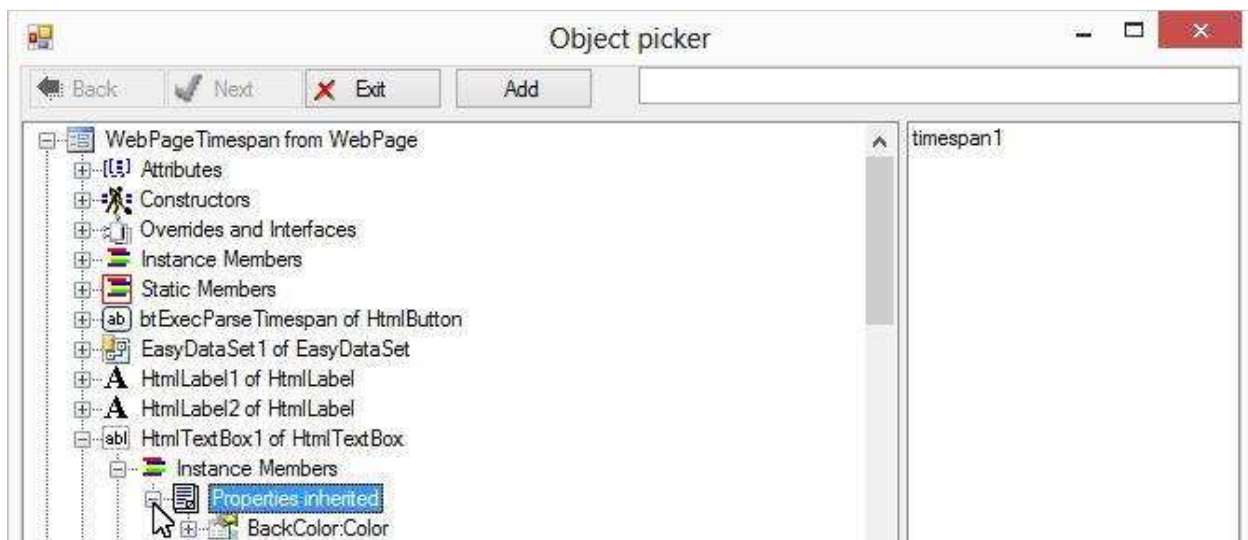 Object picker
Back Next Exit Add
WebPageTimespan from WebPage
timespan1
Attributes
Constructors
Overrides and Interfaces
Instance Members
Static Members
ab btExecParseTimespan of HtmlButton
EasyDataSet1 of EasyDataSet
A HtmlLabel1 of HtmlLabel
A HtmlLabel2 of HtmlLabel
abl HtmlTextBox1 of HtmlTextBox
Instance Members
Properties inherited
BackColor:Color